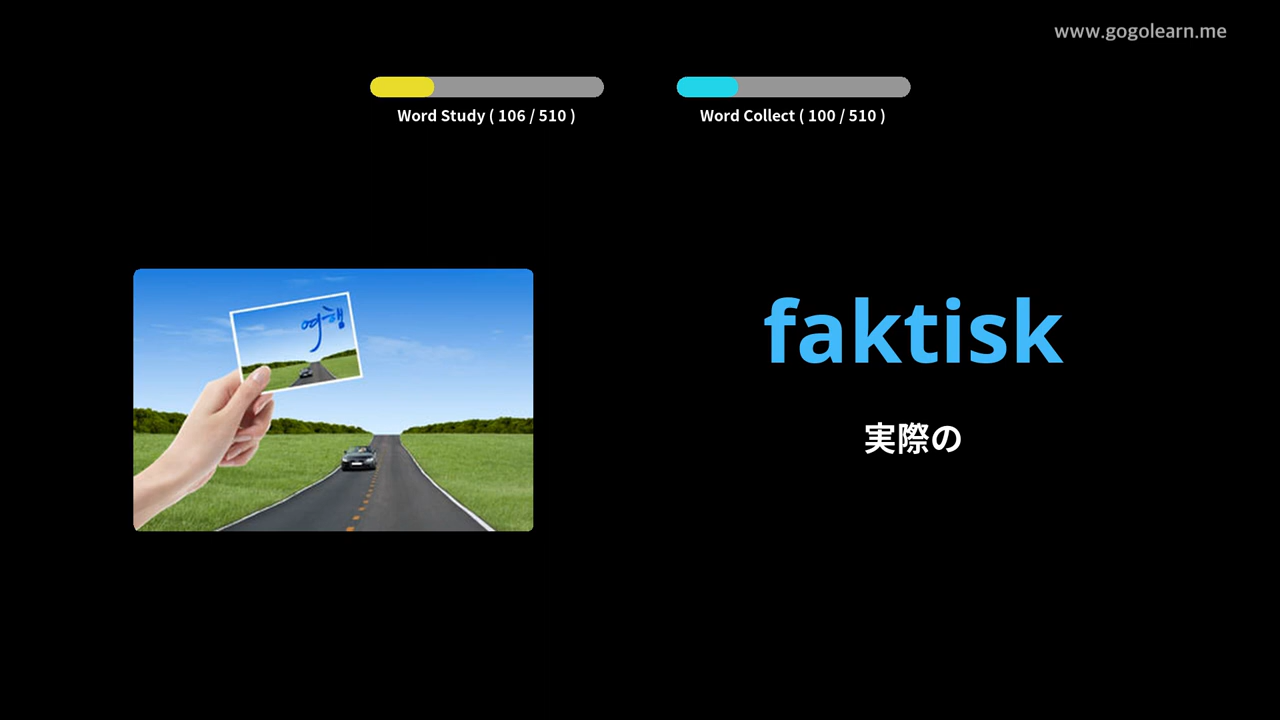 www.gogolearn.me
Word Study ( 106 / 510 )
Word Collect ( 100 / 510 )
여행
faktisk
実際の